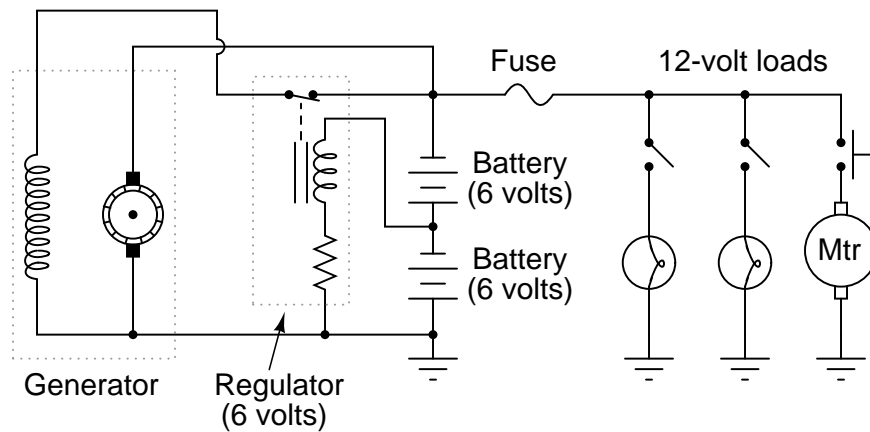 Fuse
12-volt loads
Battery
(6 volts)
Battery
(6 volts)
Mtr
Generator
Regulator
(6 volts)